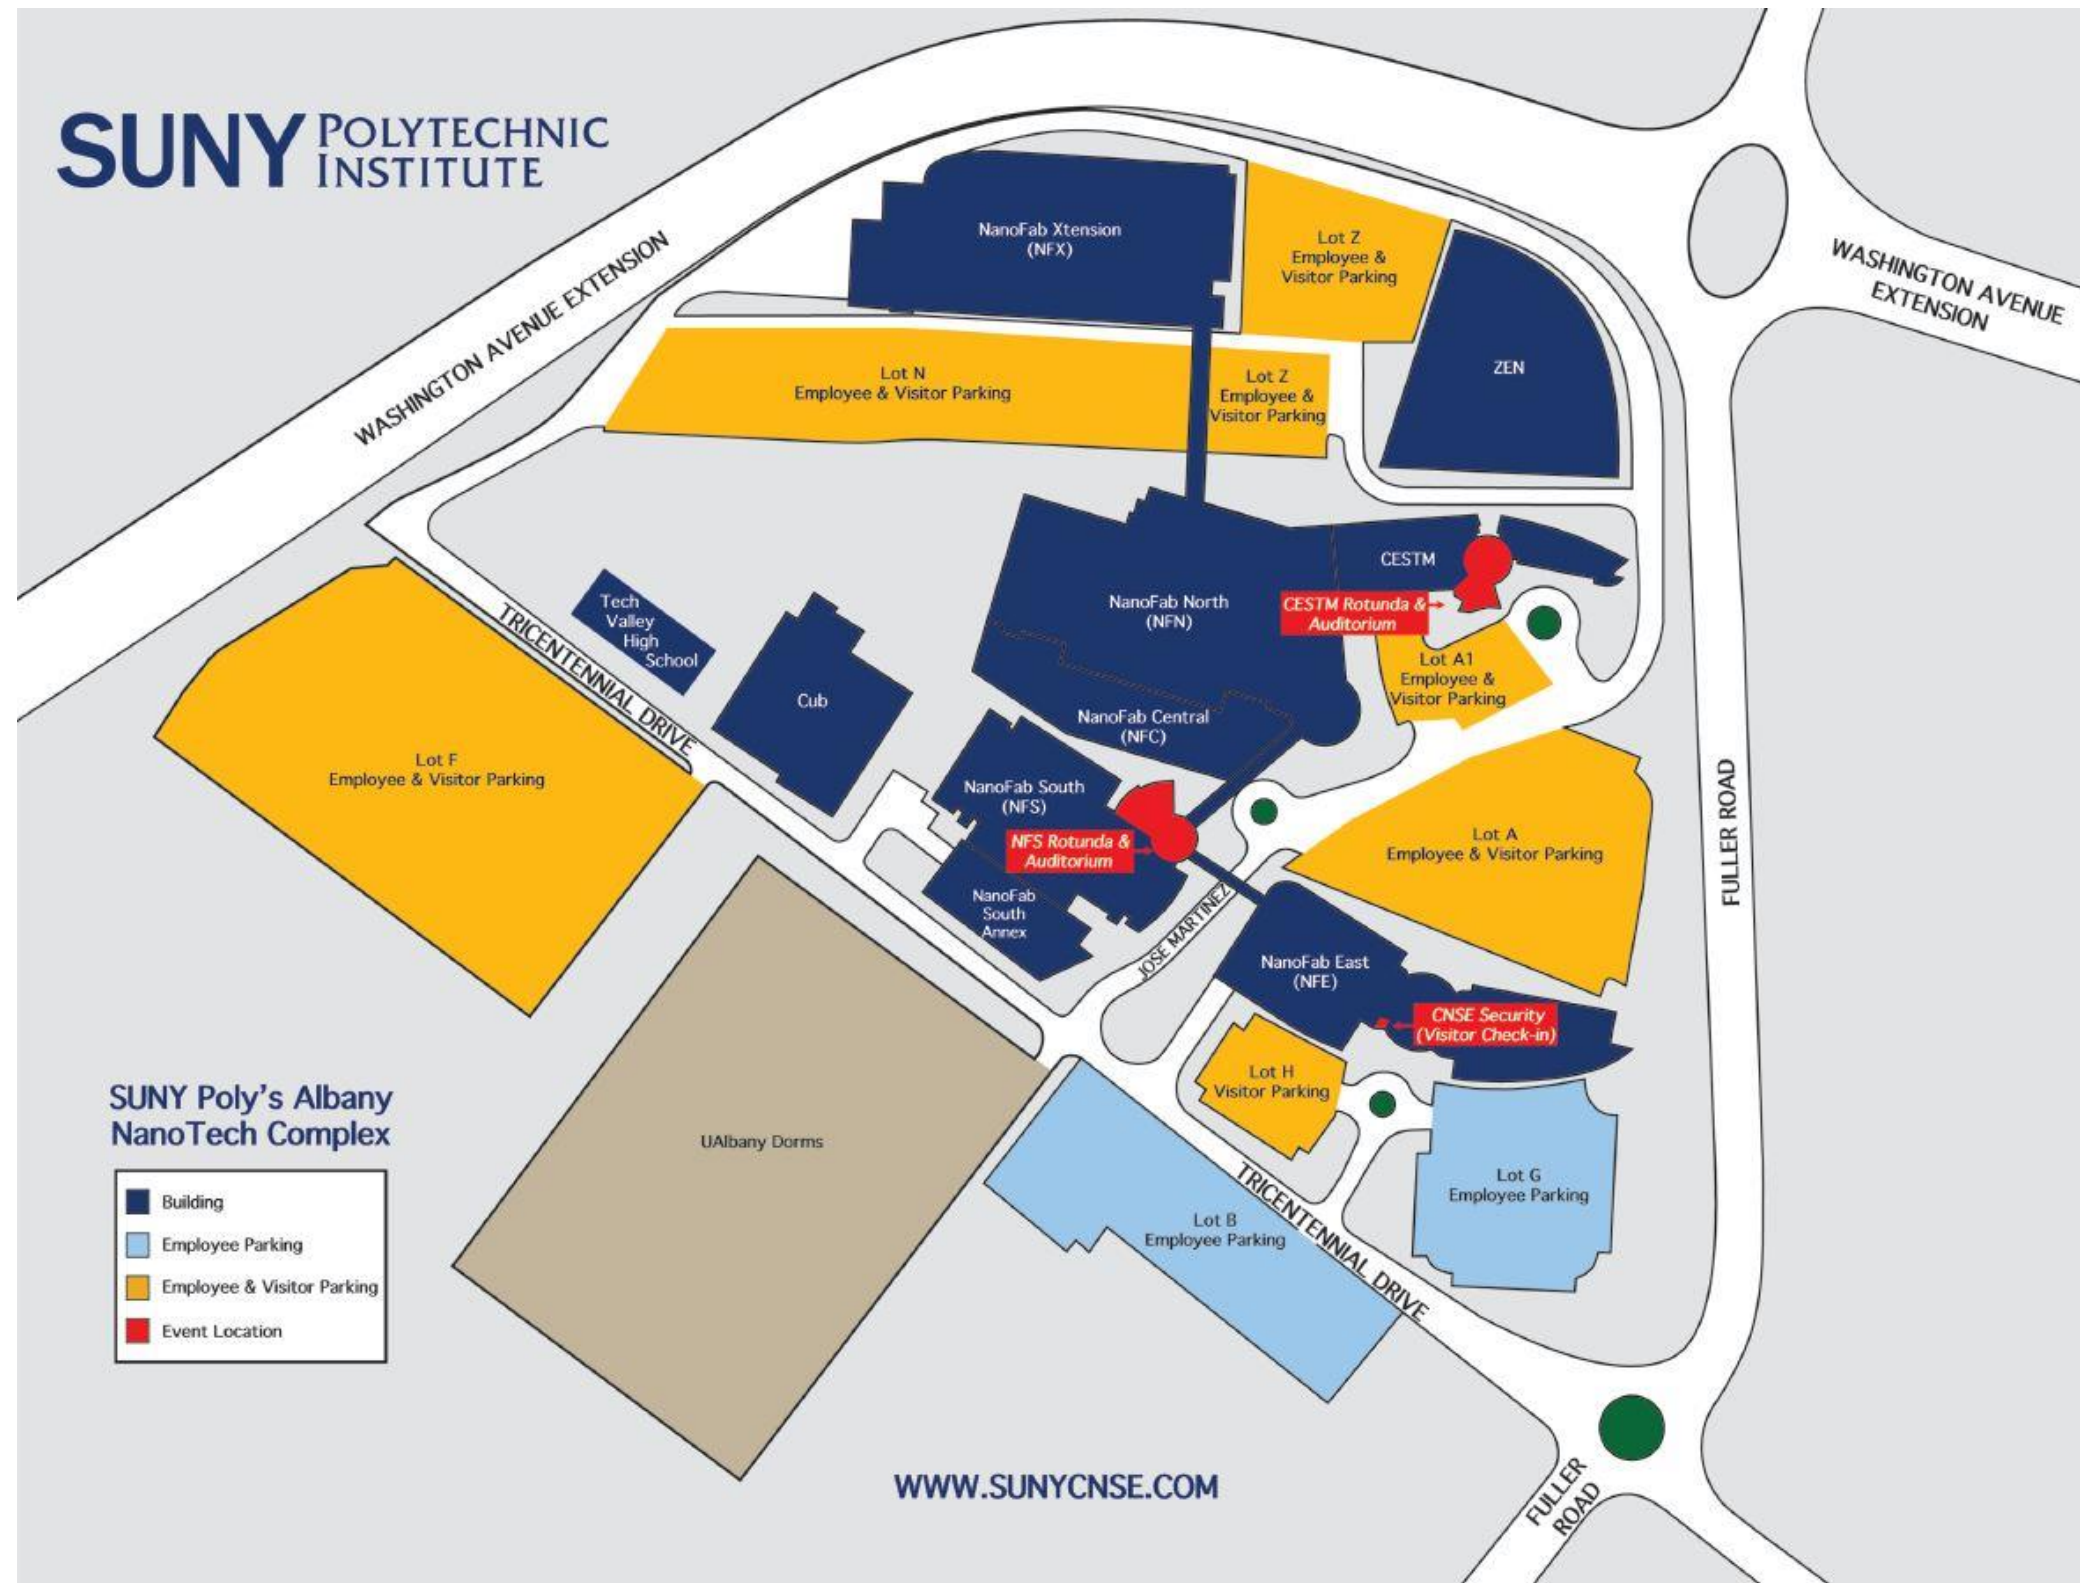 SUNY POLYTECHNIC
INSTITUTE
WASHINGTON AVENUE EXTENSION
WASHINGTON AVENUE
EXTENSION
NanoFab Xtension
(NFX)
Lot Z
Employee &
Visitor Parking
ZEN
Lot N
Employee & Visitor Parking
Lot Z
Employee &
Visitor Parking
CESTM
CESTM Rotunda &
Auditorium
NanoFab North
(NFN)
Tech
Valley
High
School
TRICENTENNIAL DRIVE
Cub
Lot A1
Employee &
Visitor Parking
NanoFab Central
(NFC)
Lot F
Employee & Visitor Parking
NanoFab South
(NFS)
NFS Rotunda &
Auditorium
Lot A
Employee & Visitor Parking
FULLER ROAD
NanoFab
South
Annex
JOSE MARTINEZ
NanoFab East
(NFE)
CNSE Security
(Visitor Check-in)
Lot H
Visitor Parking
UAlbany Dorms
Lot G
Employee Parking
Lot B
Employee Parking
TRICENTENNIAL DRIVE
SUNY Poly's Albany
NanoTech Complex
Building
Employee Parking
Employee & Visitor Parking
Event Location
WWW.SUNYCNSE.COM
FULLER
ROAD